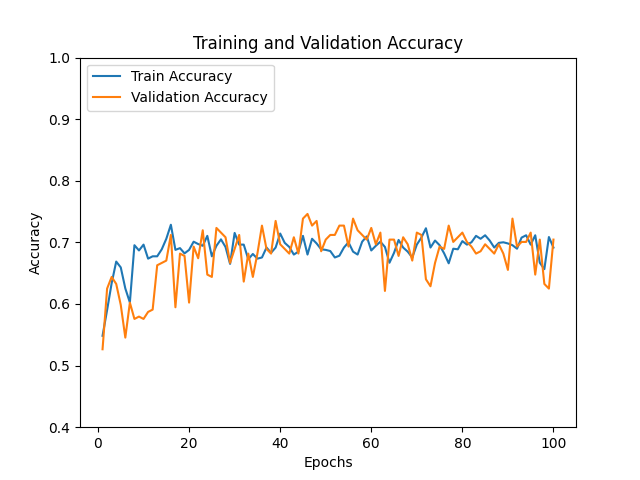 Training and Validation Accuracy
Train Accuracy
Validation Accuracy
1.0
0.9
0.8
0.7
0.6
0.5
0.4
Accuracy
0 20 40 60 80 100
Epochs